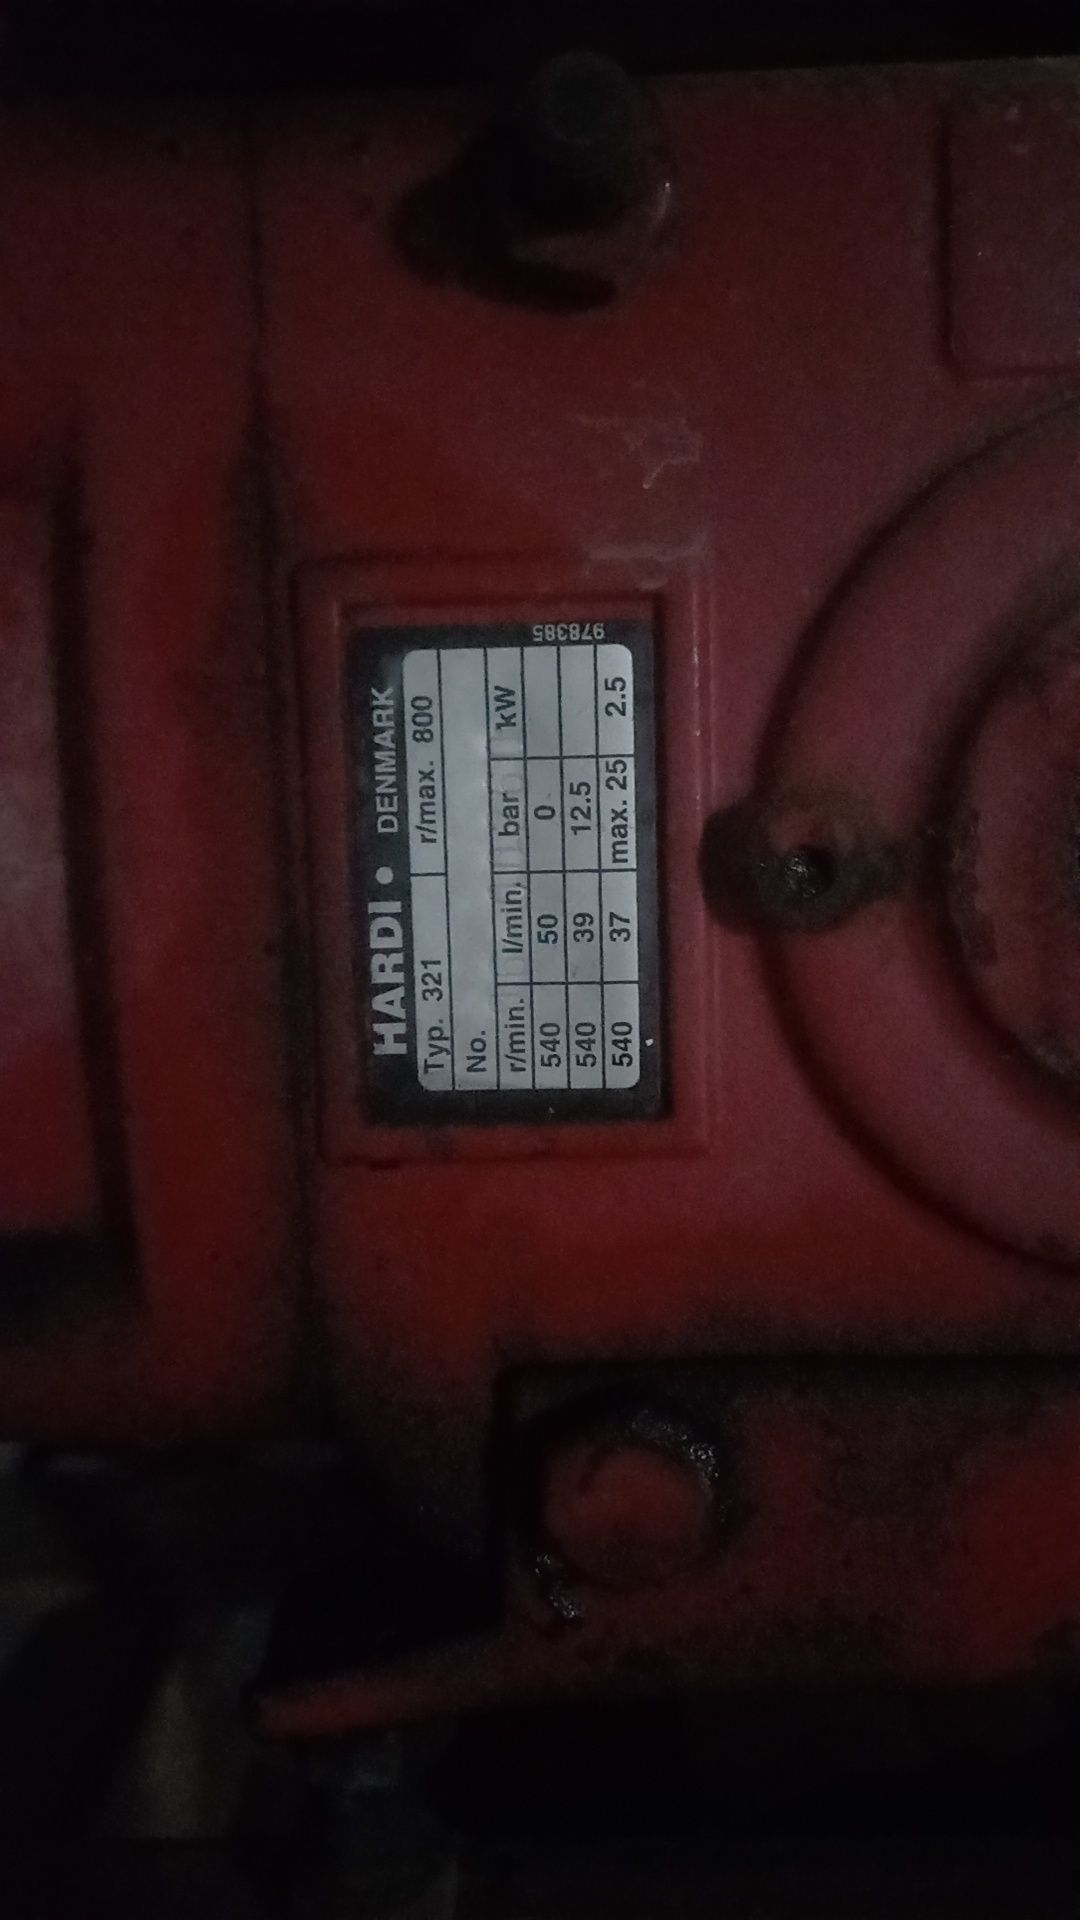 HARDI • DENMARK
Typ. 321 r/max. 800
No.
r/min. l/min. bar kW
540 50 0
540 39 12.5
540 37 max. 25 2.5
978385